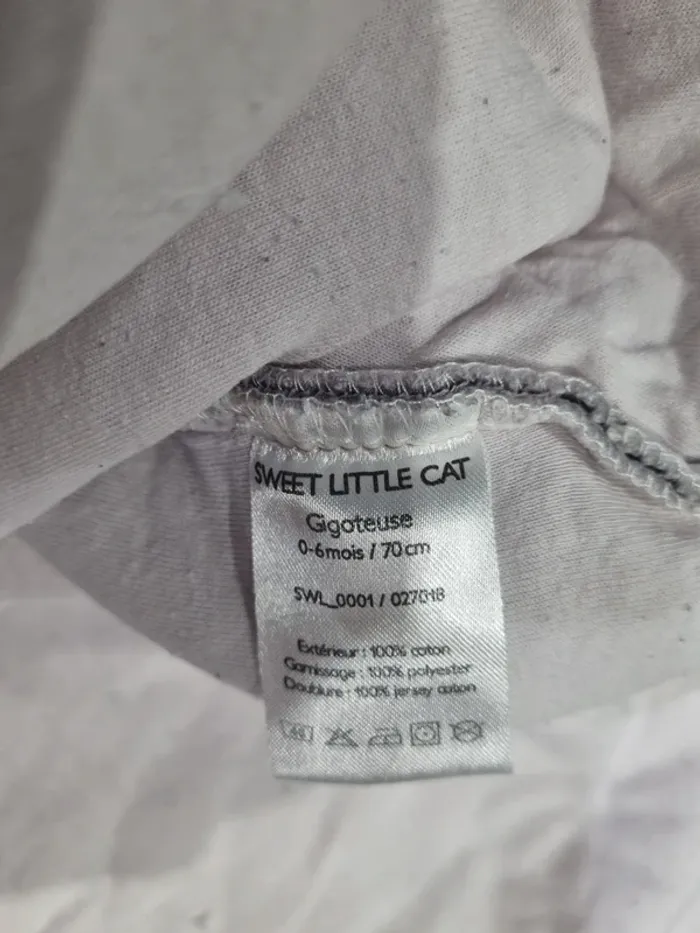 SWEET LITTLE CAT
Gigoteuse
0-6mois / 70cm
SWL_0001 / 027018
Extérieur : 100% coton
Garnissage : 100% polyester
Doublure : 100% jersey coton